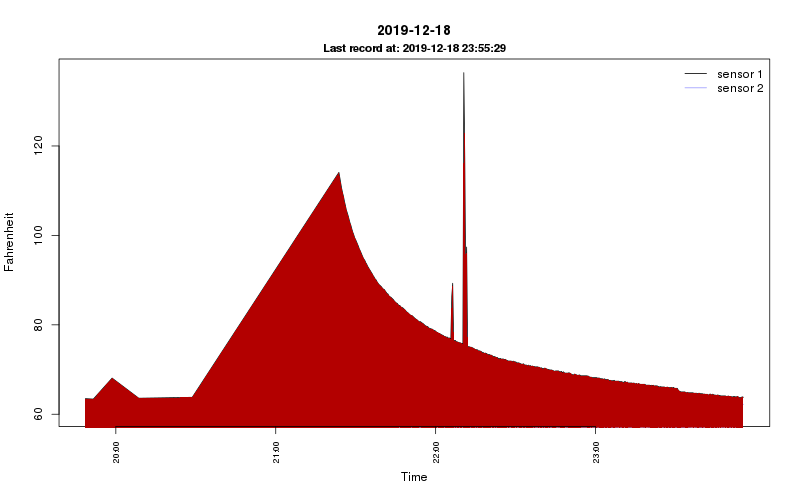 2019-12-18
Last record at: 2019-12-18 23:55:29
sensor 1
sensor 2
120
100
80
60
Fahrenheit
20:00
21:00
22:00
23:00
Time